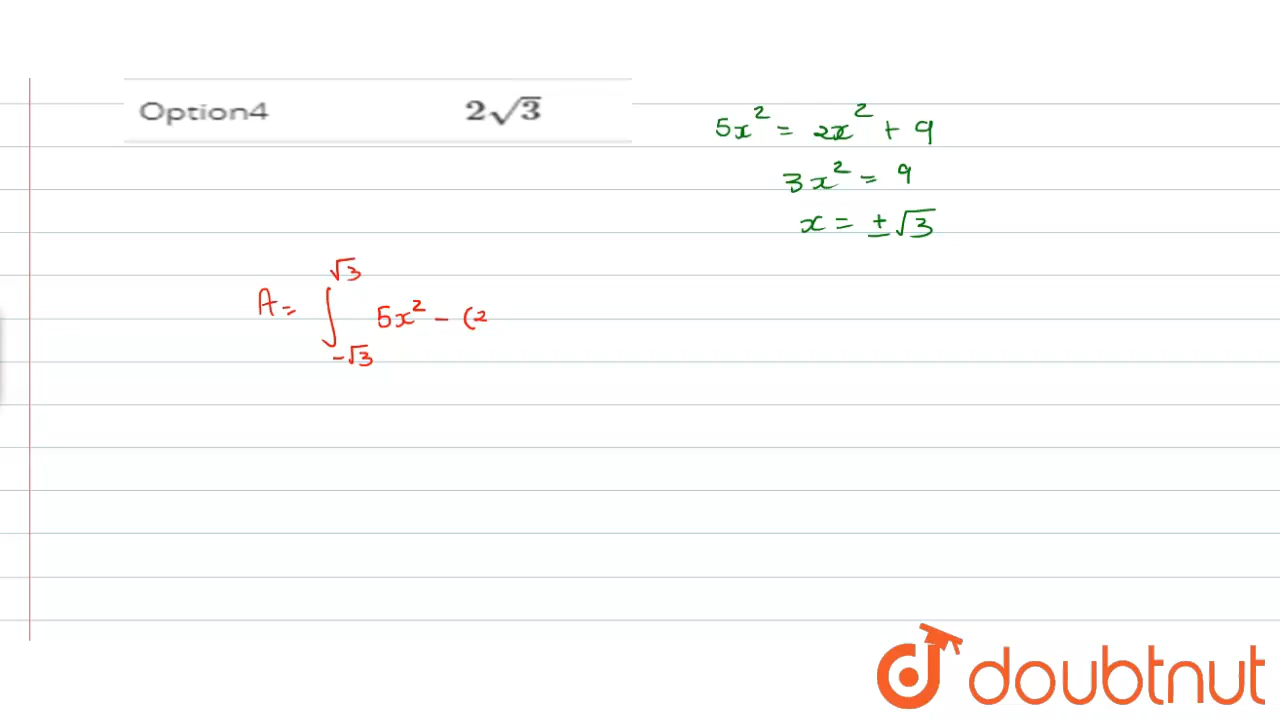 Option4 2√3
5x² = 2x² + 9
3x² = 9
x = ±√3
A = ∫_{-√3}^{√3} 5x² - (2
doubtnut